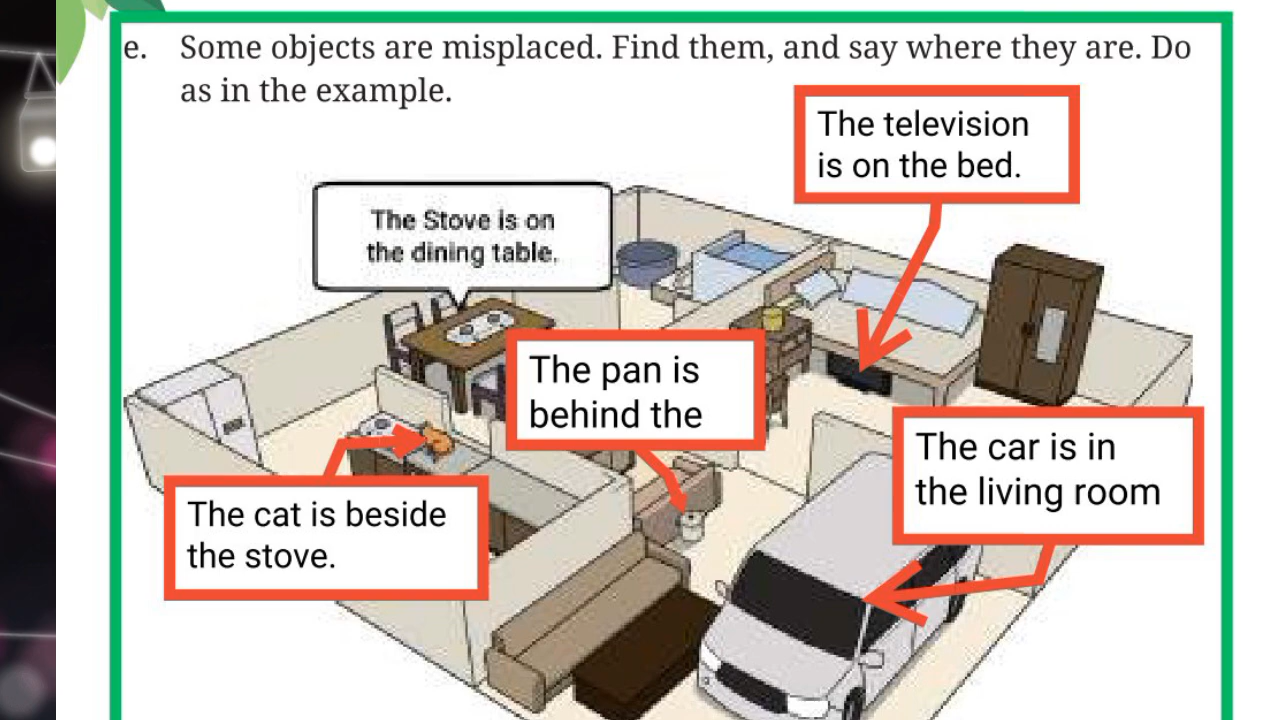 e. Some objects are misplaced. Find them, and say where they are. Do
as in the example.
The television
is on the bed.
The Stove is on
the dining table.
The pan is
behind the
The car is in
the living room
The cat is beside
the stove.